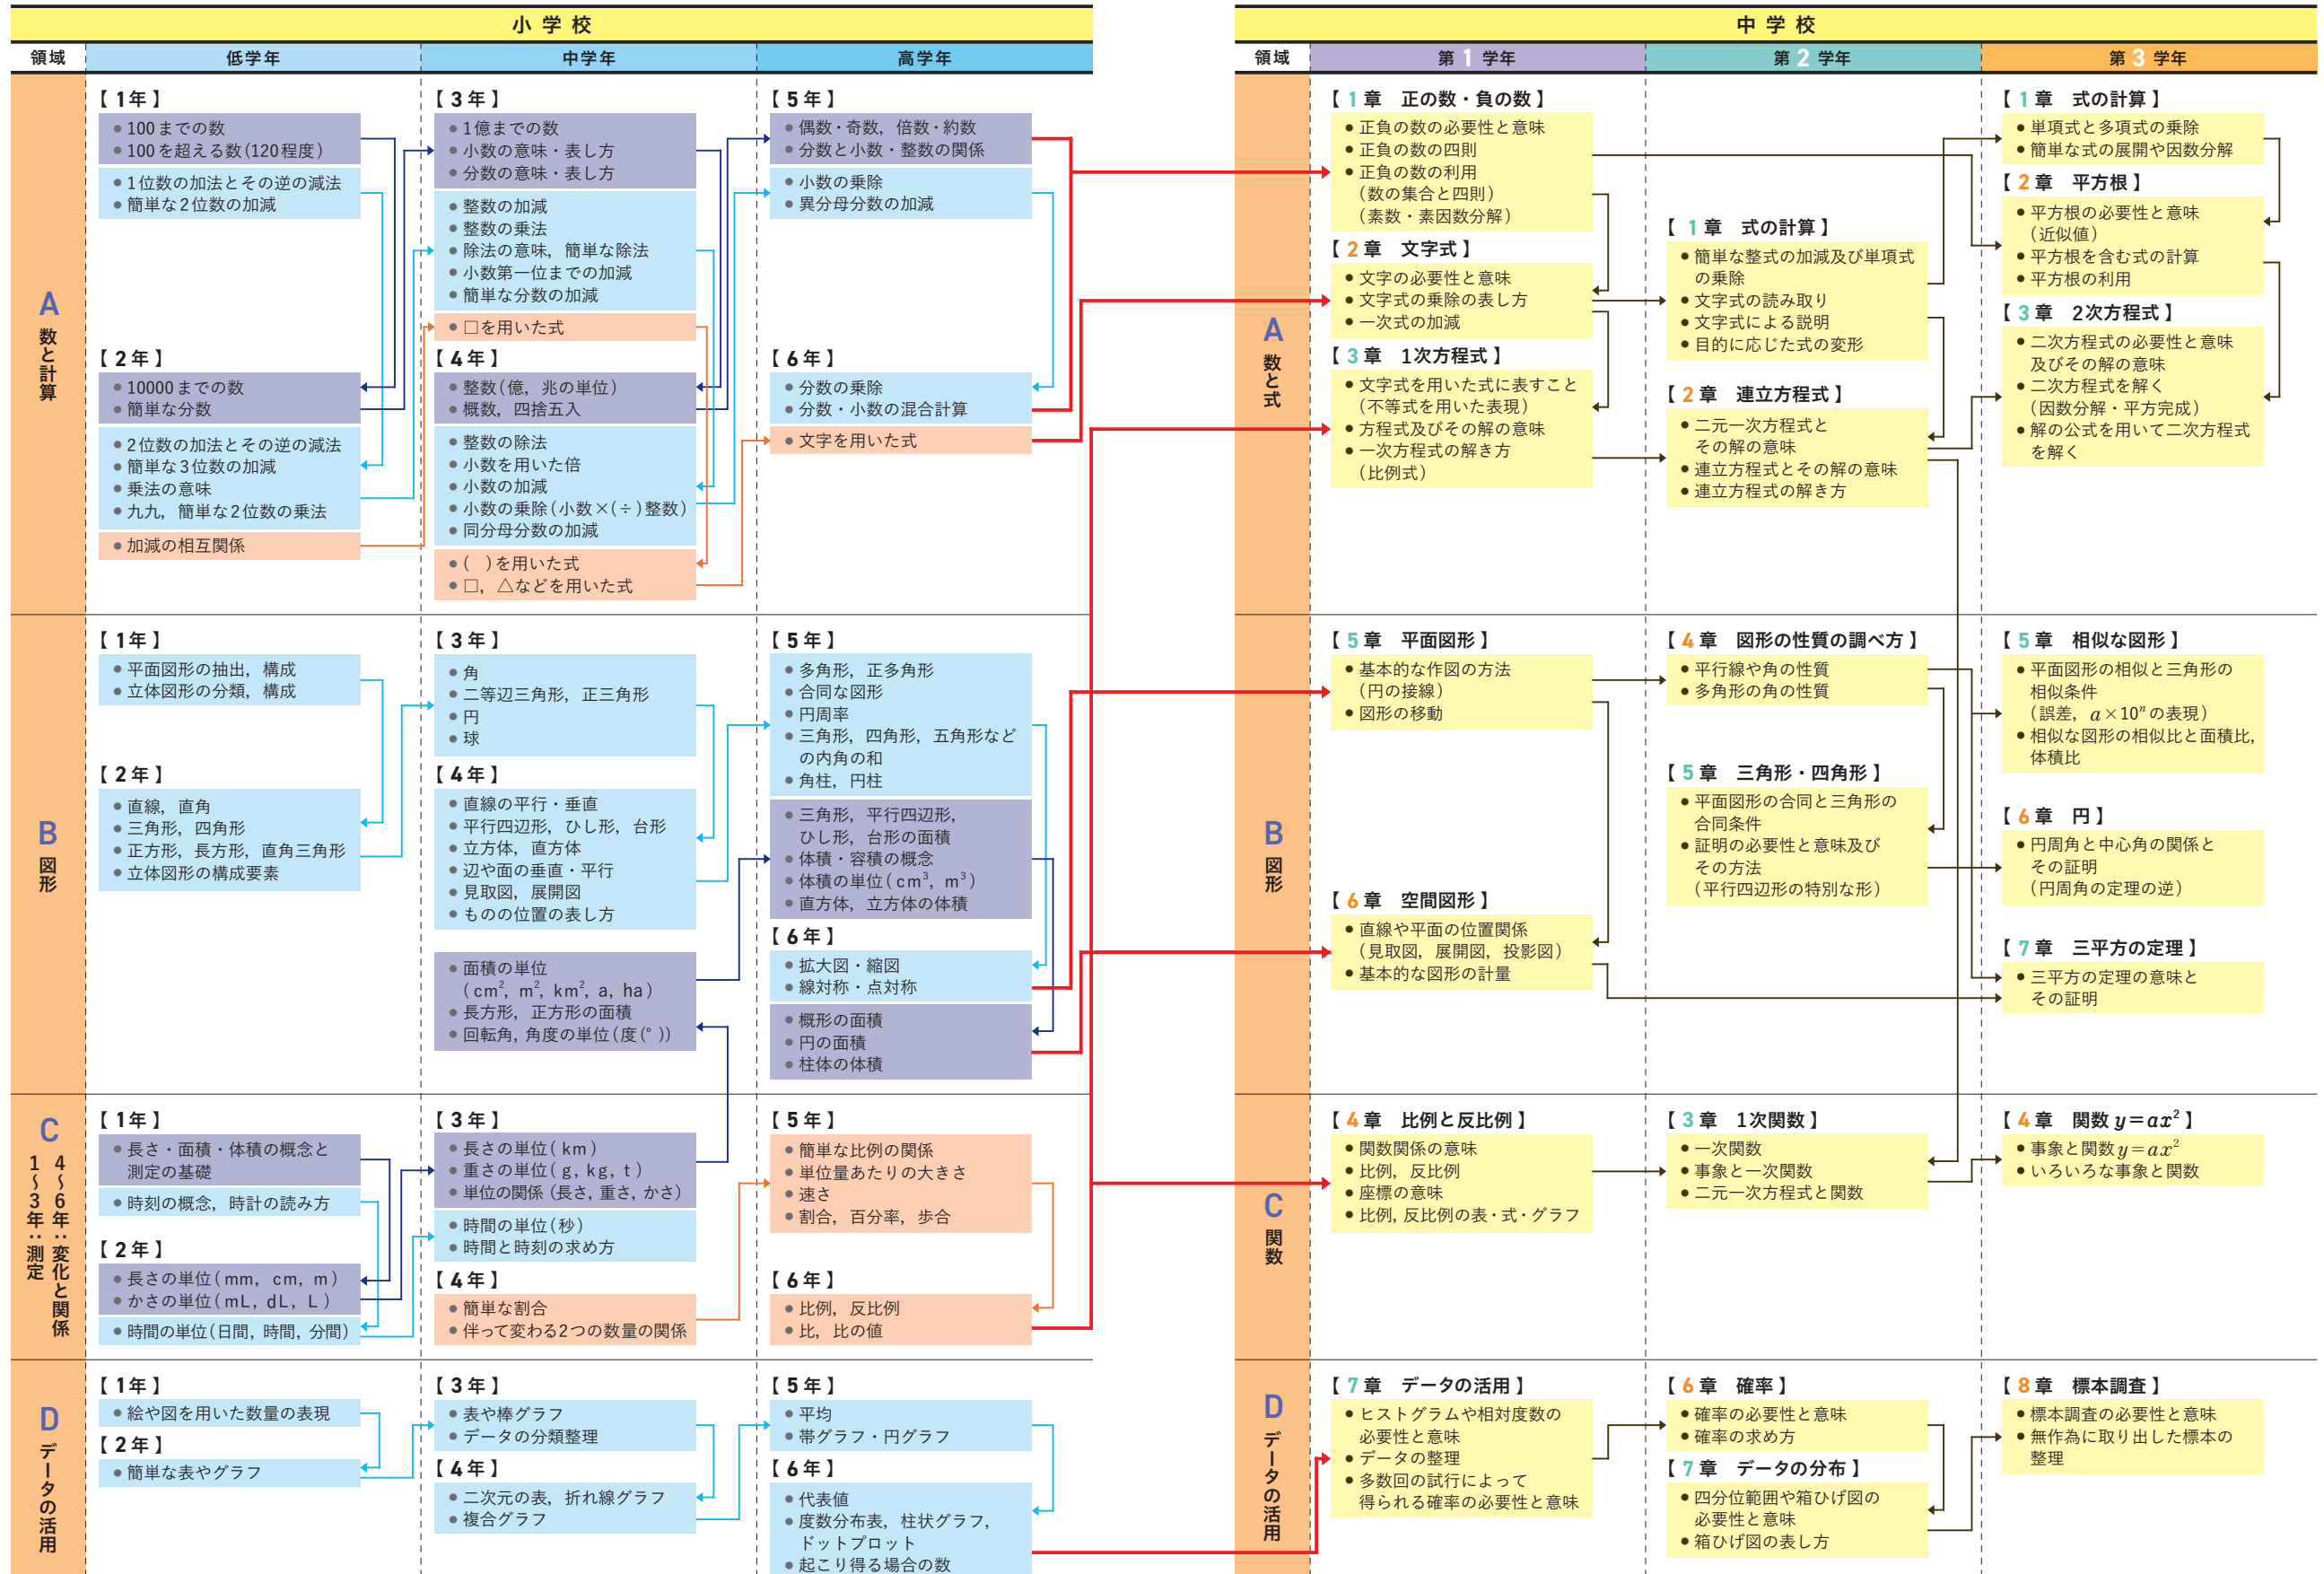 小学校
領域
低学年
中学年
高学年
A 数と計算
【 1年 】
● 100までの数
● 100を超える数(120程度)
● 1位数の加法とその逆の減法
● 簡単な2位数の加減
【 2年 】
● 10000までの数
● 簡単な分数
● 2位数の加法とその逆の減法
● 簡単な3位数の加減
● 乗法の意味
● 九九，簡単な2位数の乗法
● 加減の相互関係
【 3年 】
● 1億までの数
● 小数の意味・表し方
● 分数の意味・表し方
● 整数の加減
● 整数の乗法
● 除法の意味，簡単な除法
● 小数第一位までの加減
● 簡単な分数の加減
● □を用いた式
【 4年 】
● 整数(億，兆の単位)
● 概数，四捨五入
● 整数の除法
● 小数を用いた倍
● 小数の加減
● 小数の乗除(小数×(÷)整数)
● 同分母分数の加減
● (　)を用いた式
● □，△などを用いた式
【 5年 】
● 偶数・奇数，倍数・約数
● 分数と小数・整数の関係
● 小数の乗除
● 異分母分数の加減
【 6年 】
● 分数の乗除
● 分数・小数の混合計算
● 文字を用いた式
B 図形
【 1年 】
● 平面図形の抽出，構成
● 立体図形の分類，構成
【 2年 】
● 直線，直角
● 三角形，四角形
● 正方形，長方形，直角三角形
● 立体図形の構成要素
【 3年 】
● 角
● 二等辺三角形，正三角形
● 円
● 球
【 4年 】
● 直線の平行・垂直
● 平行四辺形，ひし形，台形
● 立方体，直方体
● 辺や面の垂直・平行
● 見取図，展開図
● ものの位置の表し方
● 面積の単位
(cm²，m²，km²，a，ha)
● 長方形，正方形の面積
● 回転角，角度の単位(度(°))
【 5年 】
● 多角形，正多角形
● 合同な図形
● 円周率
● 三角形，四角形，五角形など
の内角の和
● 角柱，円柱
● 三角形，平行四辺形，
ひし形，台形の面積
● 体積・容積の概念
● 体積の単位(cm³，m³)
● 直方体，立方体の体積
【 6年 】
● 拡大図・縮図
● 線対称・点対称
● 概形の面積
● 円の面積
● 柱体の体積
C
1〜3年：測定
4〜6年：変化と関係
【 1年 】
● 長さ・面積・体積の概念と
測定の基礎
● 時刻の概念，時計の読み方
【 2年 】
● 長さの単位(mm，cm，m)
● かさの単位(mL，dL，L)
● 時間の単位(日間，時間，分間)
【 3年 】
● 長さの単位(km)
● 重さの単位(g，kg，t)
● 単位の関係(長さ，重さ，かさ)
● 時間の単位(秒)
● 時間と時刻の求め方
【 4年 】
● 簡単な割合
● 伴って変わる2つの数量の関係
【 5年 】
● 簡単な比例の関係
● 単位量あたりの大きさ
● 速さ
● 割合，百分率，歩合
【 6年 】
● 比例，反比例
● 比，比の値
D データの活用
【 1年 】
● 絵や図を用いた数量の表現
【 2年 】
● 簡単な表やグラフ
【 3年 】
● 表や棒グラフ
● データの分類整理
【 4年 】
● 二次元の表，折れ線グラフ
● 複合グラフ
【 5年 】
● 平均
● 帯グラフ・円グラフ
【 6年 】
● 代表値
● 度数分布表，柱状グラフ，
ドットプロット
● 起こり得る場合の数
中学校
領域
第 1 学年
第 2 学年
第 3 学年
A 数と式
【 1 章　正の数・負の数 】
● 正負の数の必要性と意味
● 正負の数の四則
● 正負の数の利用
(数の集合と四則)
(素数・素因数分解)
【 2 章　文字式 】
● 文字の必要性と意味
● 文字式の乗除の表し方
● 一次式の加減
【 3 章　1次方程式 】
● 文字式を用いた式に表すこと
(不等式を用いた表現)
● 方程式及びその解の意味
● 一次方程式の解き方
(比例式)
【 1 章　式の計算 】
● 簡単な整式の加減及び単項式
の乗除
● 文字式の読み取り
● 文字式による説明
● 目的に応じた式の変形
【 2 章　連立方程式 】
● 二元一次方程式と
その解の意味
● 連立方程式とその解の意味
● 連立方程式の解き方
【 1 章　式の計算 】
● 単項式と多項式の乗除
● 簡単な式の展開や因数分解
【 2 章　平方根 】
● 平方根の必要性と意味
(近似値)
● 平方根を含む式の計算
● 平方根の利用
【 3 章　2次方程式 】
● 二次方程式の必要性と意味
及びその解の意味
● 二次方程式を解く
(因数分解・平方完成)
● 解の公式を用いて二次方程式
を解く
B 図形
【 5 章　平面図形 】
● 基本的な作図の方法
(円の接線)
● 図形の移動
【 6 章　空間図形 】
● 直線や平面の位置関係
(見取図，展開図，投影図)
● 基本的な図形の計量
【 4 章　図形の性質の調べ方 】
● 平行線や角の性質
● 多角形の角の性質
【 5 章　三角形・四角形 】
● 平面図形の合同と三角形の
合同条件
● 証明の必要性と意味及び
その方法
(平行四辺形の特別な形)
【 5 章　相似な図形 】
● 平面図形の相似と三角形の
相似条件
(誤差，a×10ⁿの表現)
● 相似な図形の相似比と面積比，
体積比
【 6 章　円 】
● 円周角と中心角の関係と
その証明
(円周角の定理の逆)
【 7 章　三平方の定理 】
● 三平方の定理の意味と
その証明
C 関数
【 4 章　比例と反比例 】
● 関数関係の意味
● 比例，反比例
● 座標の意味
● 比例，反比例の表・式・グラフ
【 3 章　1次関数 】
● 一次関数
● 事象と一次関数
● 二元一次方程式と関数
【 4 章　関数 y=ax² 】
● 事象と関数y=ax²
● いろいろな事象と関数
D データの活用
【 7 章　データの活用 】
● ヒストグラムや相対度数の
必要性と意味
● データの整理
● 多数回の試行によって
得られる確率の必要性と意味
【 6 章　確率 】
● 確率の必要性と意味
● 確率の求め方
【 7 章　データの分布 】
● 四分位範囲や箱ひげ図の
必要性と意味
● 箱ひげ図の表し方
【 8 章　標本調査 】
● 標本調査の必要性と意味
● 無作為に取り出した標本の
整理